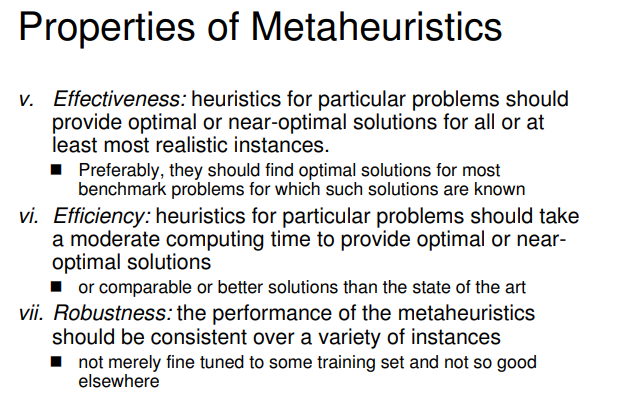 Properties of Metaheuristics
v. Effectiveness: heuristics for particular problems should
provide optimal or near-optimal solutions for all or at
least most realistic instances.
■ Preferably, they should find optimal solutions for most
benchmark problems for which such solutions are known
vi. Efficiency: heuristics for particular problems should take
a moderate computing time to provide optimal or near-
optimal solutions
■ or comparable or better solutions than the state of the art
vii. Robustness: the performance of the metaheuristics
should be consistent over a variety of instances
■ not merely fine tuned to some training set and not so good
elsewhere